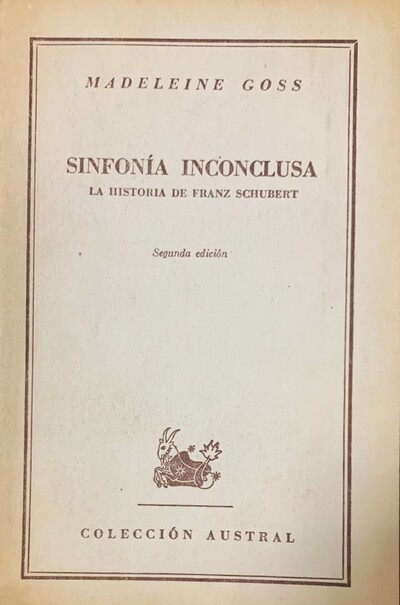 MADELEINE GOSS
SINFONÍA INCONCLUSA
LA HISTORIA DE FRANZ SCHUBERT
Segunda edición
COLECCIÓN AUSTRAL